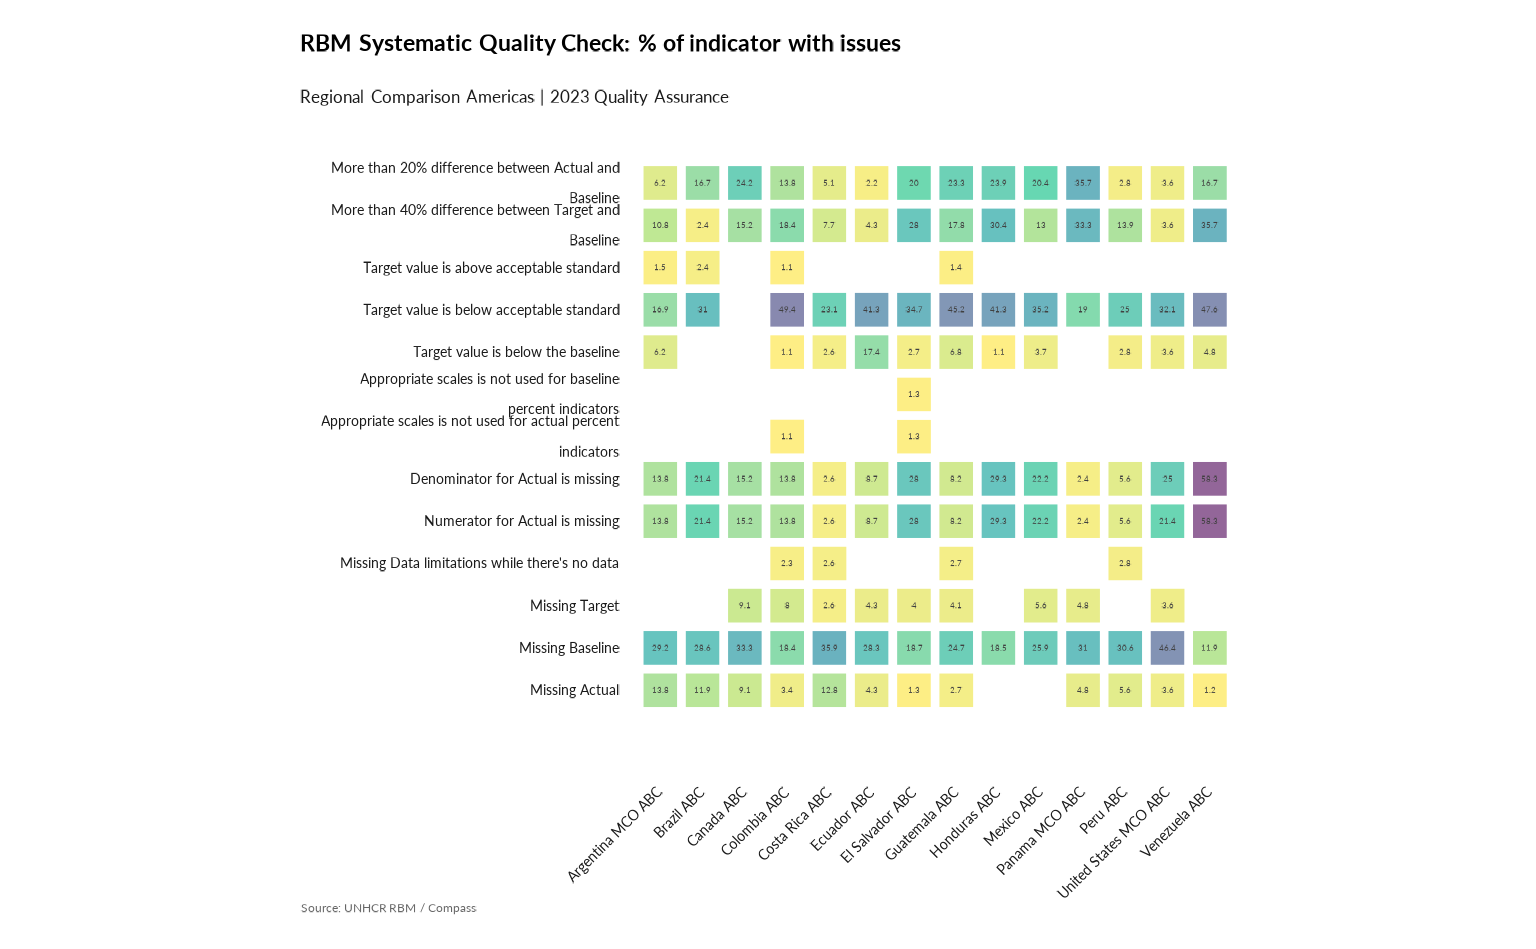 RBM Systematic Quality Check: % of indicator with issues
Regional Comparison Americas | 2023 Quality Assurance
More than 20% difference between Actual and
Baseline
6.2 16.7 24.2 13.8 5.1 2.2 20 23.3 23.9 20.4 35.7 2.8 3.6 16.7
More than 40% difference between Target and
Baseline
10.8 2.4 15.2 18.4 7.7 4.3 28 17.8 30.4 13 33.3 13.9 3.6 35.7
Target value is above acceptable standard 1.5 2.4 1.1 1.4
Target value is below acceptable standard 16.9 31 49.4 23.1 41.3 34.7 45.2 41.3 35.2 19 25 32.1 47.6
Target value is below the baseline 6.2 1.1 2.6 17.4 2.7 6.8 1.1 3.7 2.8 3.6 4.8
Appropriate scales is not used for baseline
percent indicators
1.3
Appropriate scales is not used for actual percent
indicators
1.1 1.3
Denominator for Actual is missing 13.8 21.4 15.2 13.8 2.6 8.7 28 8.2 29.3 22.2 2.4 5.6 25 58.3
Numerator for Actual is missing 13.8 21.4 15.2 13.8 2.6 8.7 28 8.2 29.3 22.2 2.4 5.6 21.4 58.3
Missing Data limitations while there's no data 2.3 2.6 2.7 2.8
Missing Target 9.1 8 2.6 4.3 4 4.1 5.6 4.8 3.6
Missing Baseline 29.2 28.6 33.3 18.4 35.9 28.3 18.7 24.7 18.5 25.9 31 30.6 46.4 11.9
Missing Actual 13.8 11.9 9.1 3.4 12.8 4.3 1.3 2.7 4.8 5.6 3.6 1.2
Argentina MCO ABC
Brazil ABC
Canada ABC
Colombia ABC
Costa Rica ABC
Ecuador ABC
El Salvador ABC
Guatemala ABC
Honduras ABC
Mexico ABC
Panama MCO ABC
Peru ABC
United States MCO ABC
Venezuela ABC
Source: UNHCR RBM / Compass